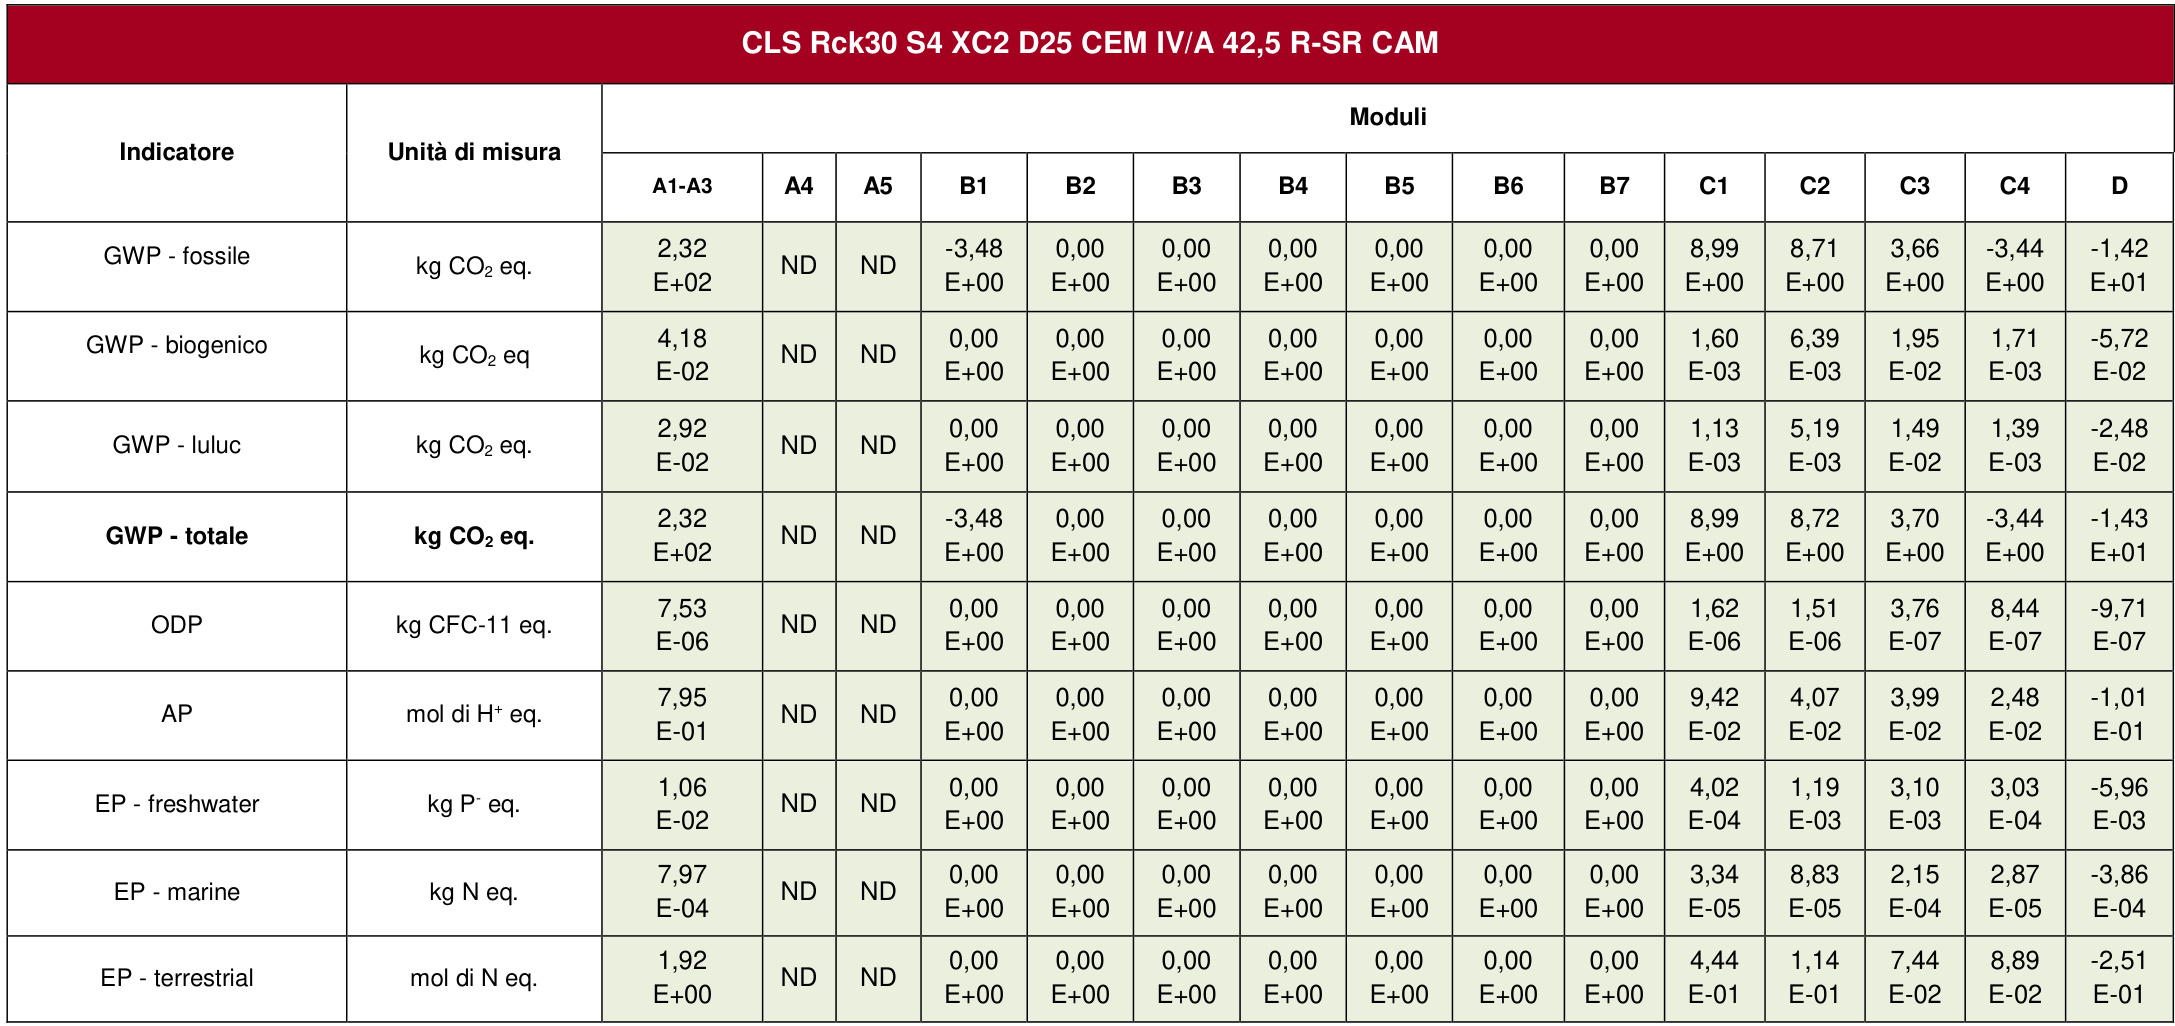 CLS Rck30 S4 XC2 D25 CEM IV/A 42,5 R-SR CAM
Indicatore Unità di misura Moduli
A1-A3 A4 A5 B1 B2 B3 B4 B5 B6 B7 C1 C2 C3 C4 D
GWP - fossile kg CO₂ eq. 2,32 E+02 ND ND -3,48 E+00 0,00 E+00 0,00 E+00 0,00 E+00 0,00 E+00 0,00 E+00 0,00 E+00 8,99 E+00 8,71 E+00 3,66 E+00 -3,44 E+00 -1,42 E+01
GWP - biogenico kg CO₂ eq 4,18 E-02 ND ND 0,00 E+00 0,00 E+00 0,00 E+00 0,00 E+00 0,00 E+00 0,00 E+00 0,00 E+00 1,60 E-03 6,39 E-03 1,95 E-02 1,71 E-03 -5,72 E-02
GWP - luluc kg CO₂ eq. 2,92 E-02 ND ND 0,00 E+00 0,00 E+00 0,00 E+00 0,00 E+00 0,00 E+00 0,00 E+00 0,00 E+00 1,13 E-03 5,19 E-03 1,49 E-02 1,39 E-03 -2,48 E-02
GWP - totale kg CO₂ eq. 2,32 E+02 ND ND -3,48 E+00 0,00 E+00 0,00 E+00 0,00 E+00 0,00 E+00 0,00 E+00 0,00 E+00 8,99 E+00 8,72 E+00 3,70 E+00 -3,44 E+00 -1,43 E+01
ODP kg CFC-11 eq. 7,53 E-06 ND ND 0,00 E+00 0,00 E+00 0,00 E+00 0,00 E+00 0,00 E+00 0,00 E+00 0,00 E+00 1,62 E-06 1,51 E-06 3,76 E-07 8,44 E-07 -9,71 E-07
AP mol di H⁺ eq. 7,95 E-01 ND ND 0,00 E+00 0,00 E+00 0,00 E+00 0,00 E+00 0,00 E+00 0,00 E+00 0,00 E+00 9,42 E-02 4,07 E-02 3,99 E-02 2,48 E-02 -1,01 E-01
EP - freshwater kg P⁻ eq. 1,06 E-02 ND ND 0,00 E+00 0,00 E+00 0,00 E+00 0,00 E+00 0,00 E+00 0,00 E+00 0,00 E+00 4,02 E-04 1,19 E-03 3,10 E-03 3,03 E-04 -5,96 E-03
EP - marine kg N eq. 7,97 E-04 ND ND 0,00 E+00 0,00 E+00 0,00 E+00 0,00 E+00 0,00 E+00 0,00 E+00 0,00 E+00 3,34 E-05 8,83 E-05 2,15 E-04 2,87 E-05 -3,86 E-04
EP - terrestrial mol di N eq. 1,92 E+00 ND ND 0,00 E+00 0,00 E+00 0,00 E+00 0,00 E+00 0,00 E+00 0,00 E+00 0,00 E+00 4,44 E-01 1,14 E-01 7,44 E-02 8,89 E-02 -2,51 E-01